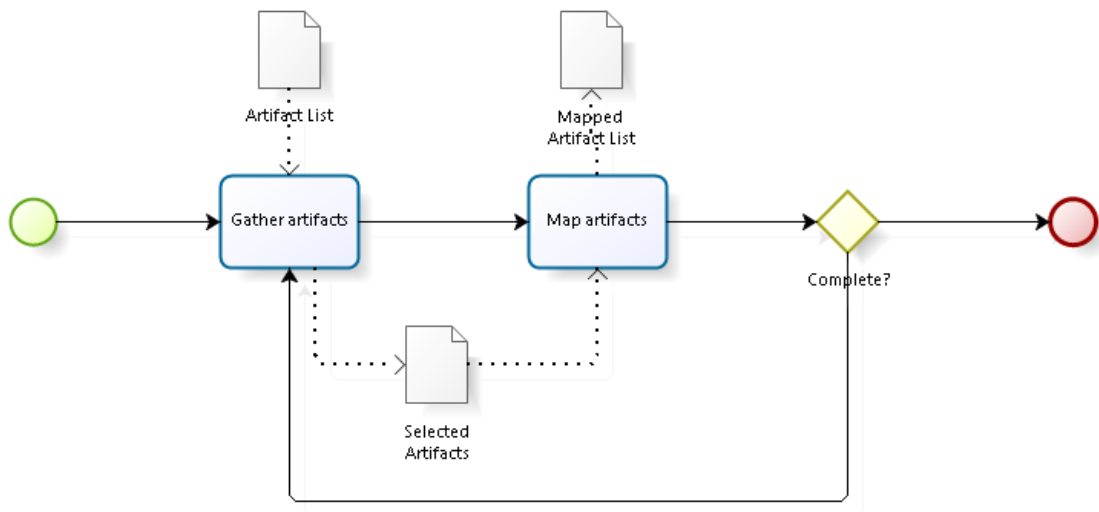 Artifact List
Mapped
Artifact List
Gather artifacts
Map artifacts
Complete?
Selected
Artifacts